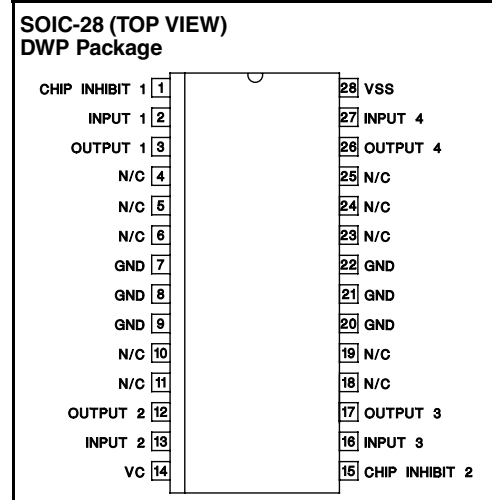 SOIC-28 (TOP VIEW)
DWP Package
CHIP INHIBIT 1 1 28 VSS
INPUT 1 2 27 INPUT 4
OUTPUT 1 3 26 OUTPUT 4
N/C 4 25 N/C
N/C 5 24 N/C
N/C 6 23 N/C
GND 7 22 GND
GND 8 21 GND
GND 9 20 GND
N/C 10 19 N/C
N/C 11 18 N/C
OUTPUT 2 12 17 OUTPUT 3
INPUT 2 13 16 INPUT 3
VC 14 15 CHIP INHIBIT 2